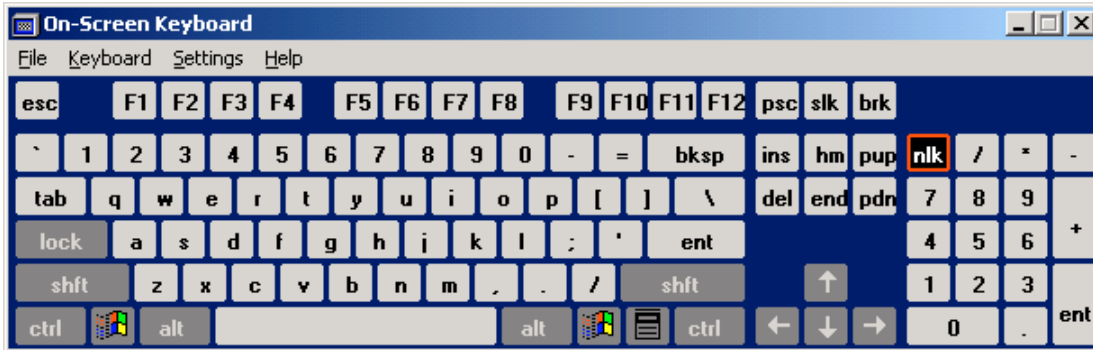 On-Screen Keyboard
File Keyboard Settings Help
esc F1 F2 F3 F4 F5 F6 F7 F8 F9 F10 F11 F12 psc slk brk
` 1 2 3 4 5 6 7 8 9 0 - = bksp ins hm pup nlk / * -
tab q w e r t y u i o p [ ] \ del end pdn 7 8 9 +
lock a s d f g h j k l ; ' ent 4 5 6
shft z x c v b n m , . / shft ↑ 1 2 3 ent
ctrl alt alt ctrl ← ↓ → 0 .